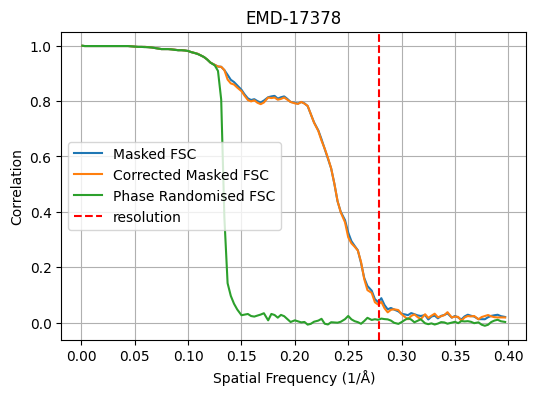 EMD-17378
1.0
0.8
0.6
0.4
0.2
0.0
Correlation
Masked FSC
Corrected Masked FSC
Phase Randomised FSC
resolution
0.00 0.05 0.10 0.15 0.20 0.25 0.30 0.35 0.40
Spatial Frequency (1/Å)